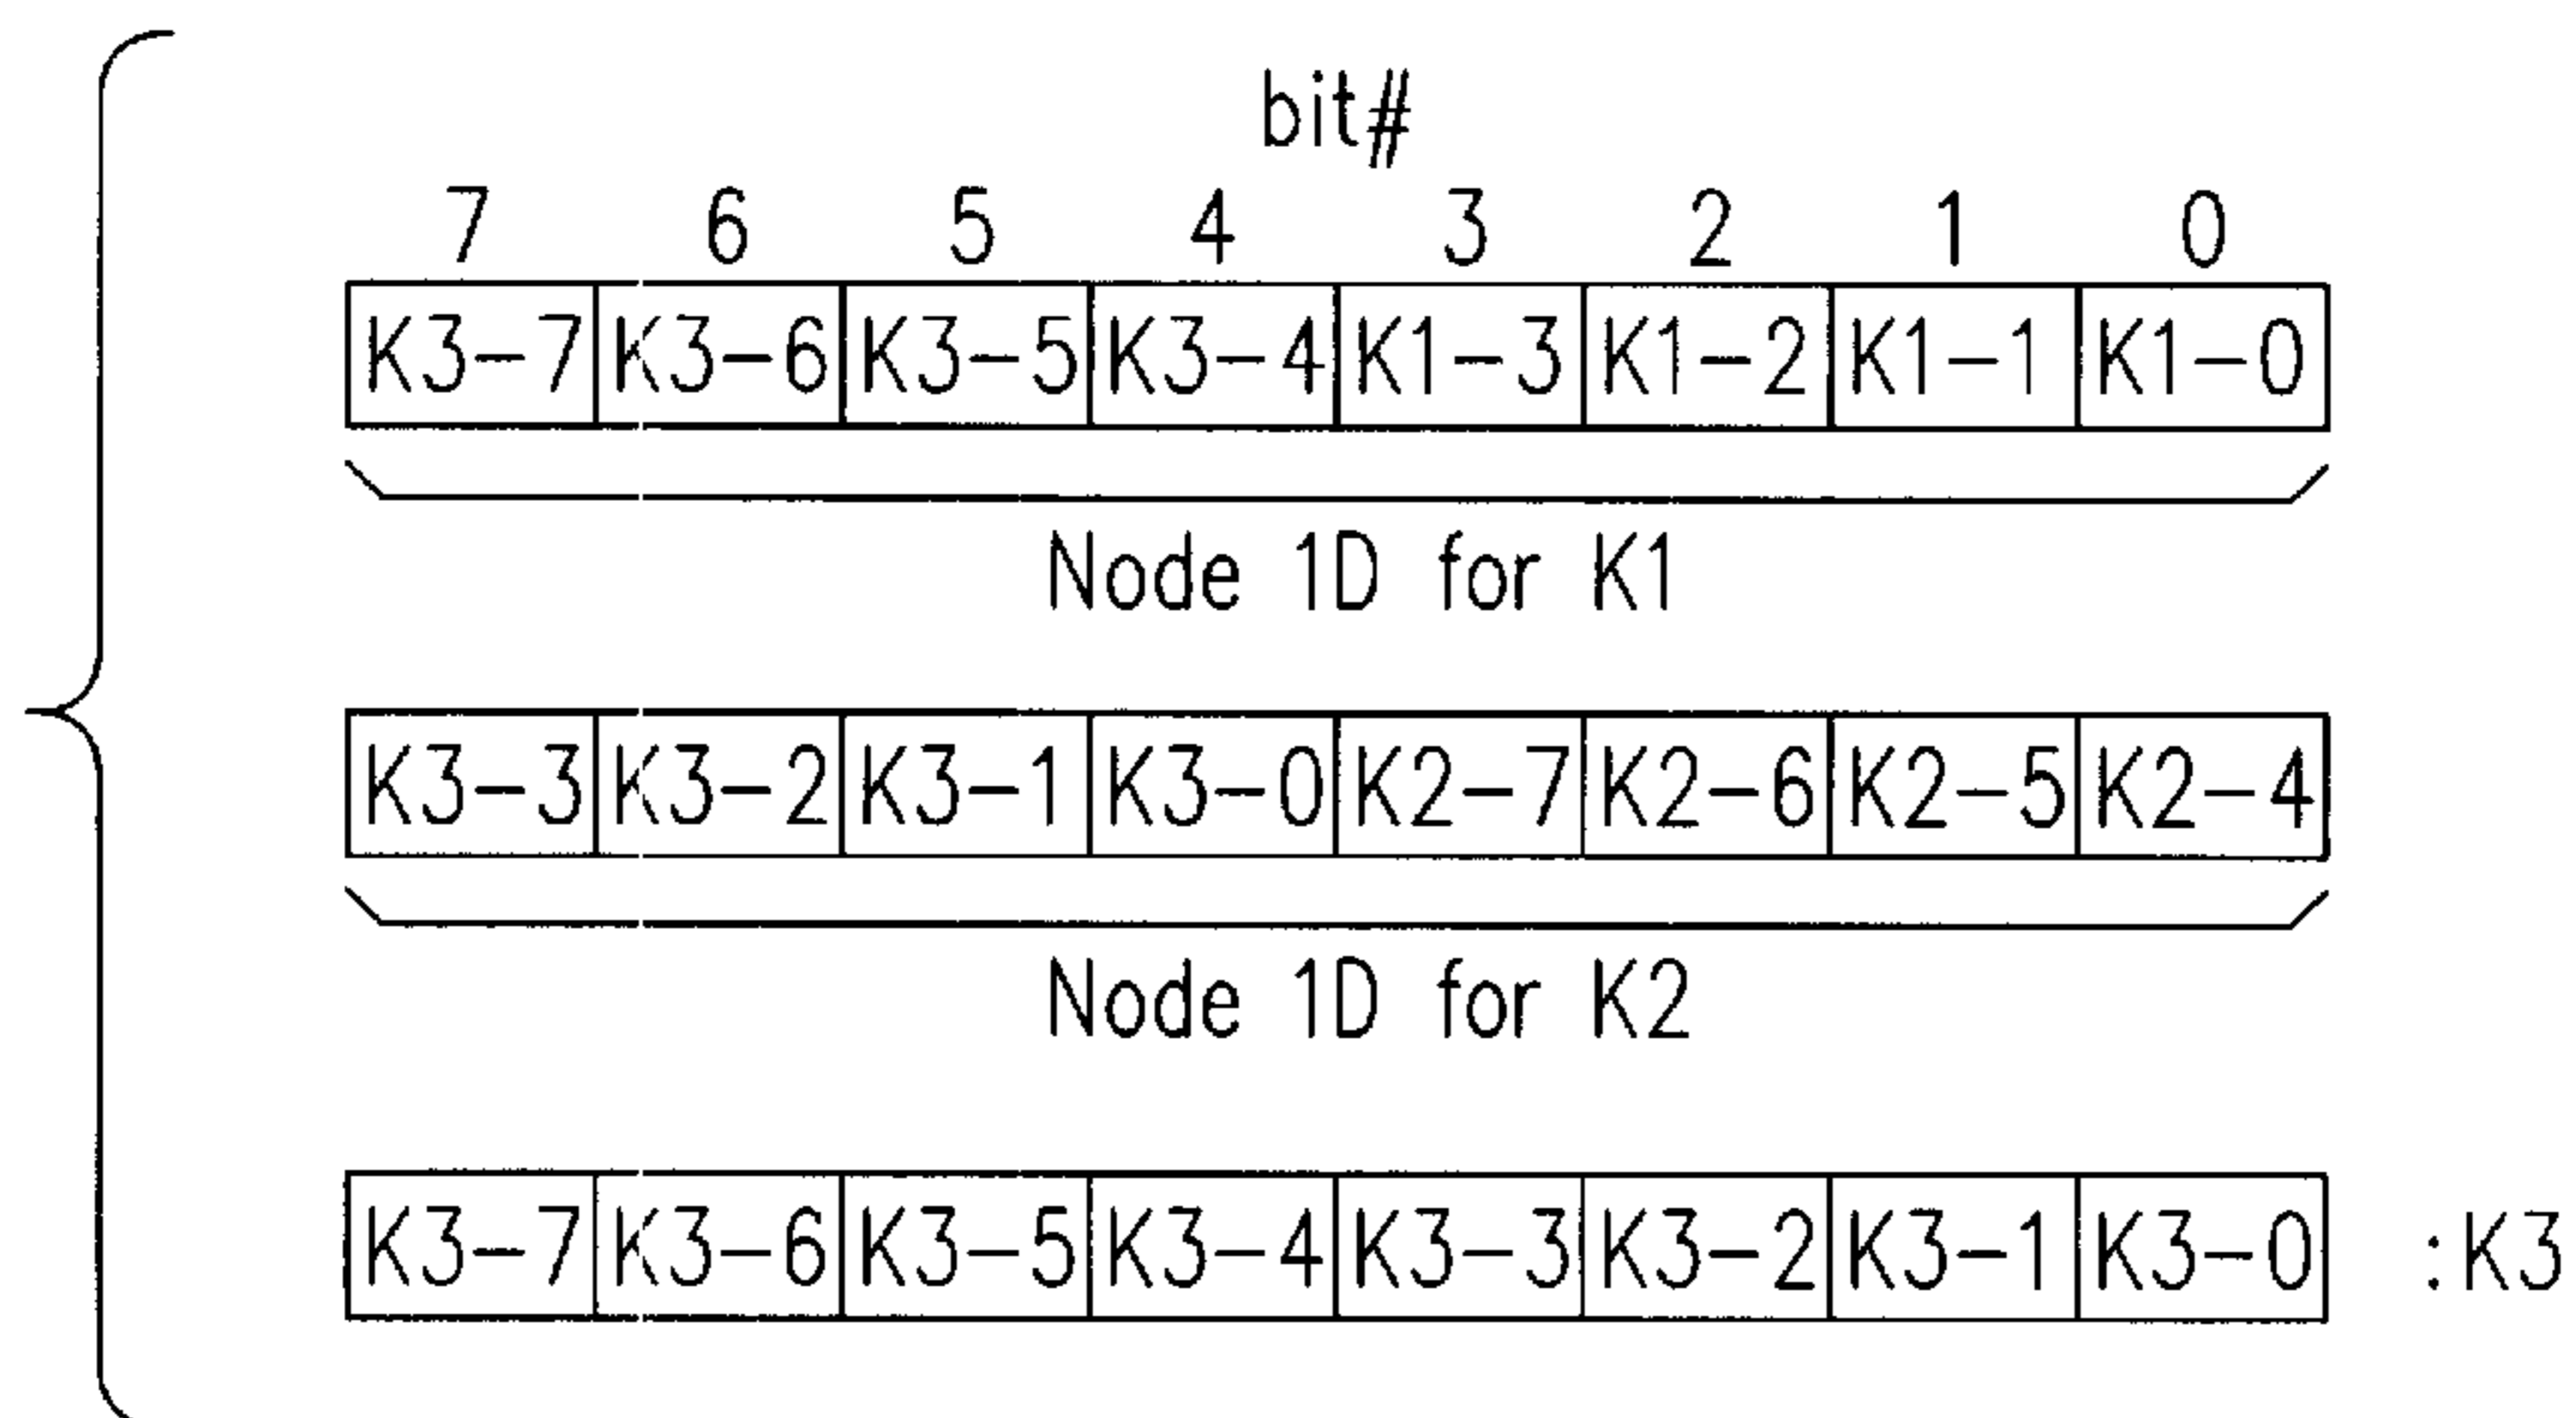 bit#
7 6 5 4 3 2 1 0
K3-7 K3-6 K3-5 K3-4 K1-3 K1-2 K1-1 K1-0
Node 1D for K1
K3-3 K3-2 K3-1 K3-0 K2-7 K2-6 K2-5 K2-4
Node 1D for K2
K3-7 K3-6 K3-5 K3-4 K3-3 K3-2 K3-1 K3-0 :K3